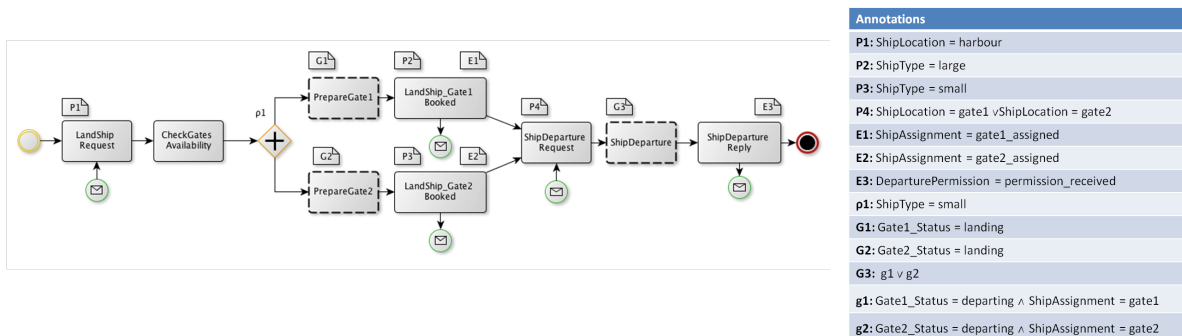 P1
LandShip
Request
CheckGates
Availability
ρ1
G1
PrepareGate1
P2
E1
LandShip_Gate1
Booked
G2
PrepareGate2
P3
E2
LandShip_Gate2
Booked
P4
ShipDeparture
Request
G3
ShipDeparture
E3
ShipDeparture
Reply
Annotations
P1: ShipLocation = harbour
P2: ShipType = large
P3: ShipType = small
P4: ShipLocation = gate1 ∨ShipLocation = gate2
E1: ShipAssignment = gate1_assigned
E2: ShipAssignment = gate2_assigned
E3: DeparturePermission = permission_received
ρ1: ShipType = small
G1: Gate1_Status = landing
G2: Gate2_Status = landing
G3: g1 ∨ g2
g1: Gate1_Status = departing ∧ ShipAssignment = gate1
g2: Gate2_Status = departing ∧ ShipAssignment = gate2